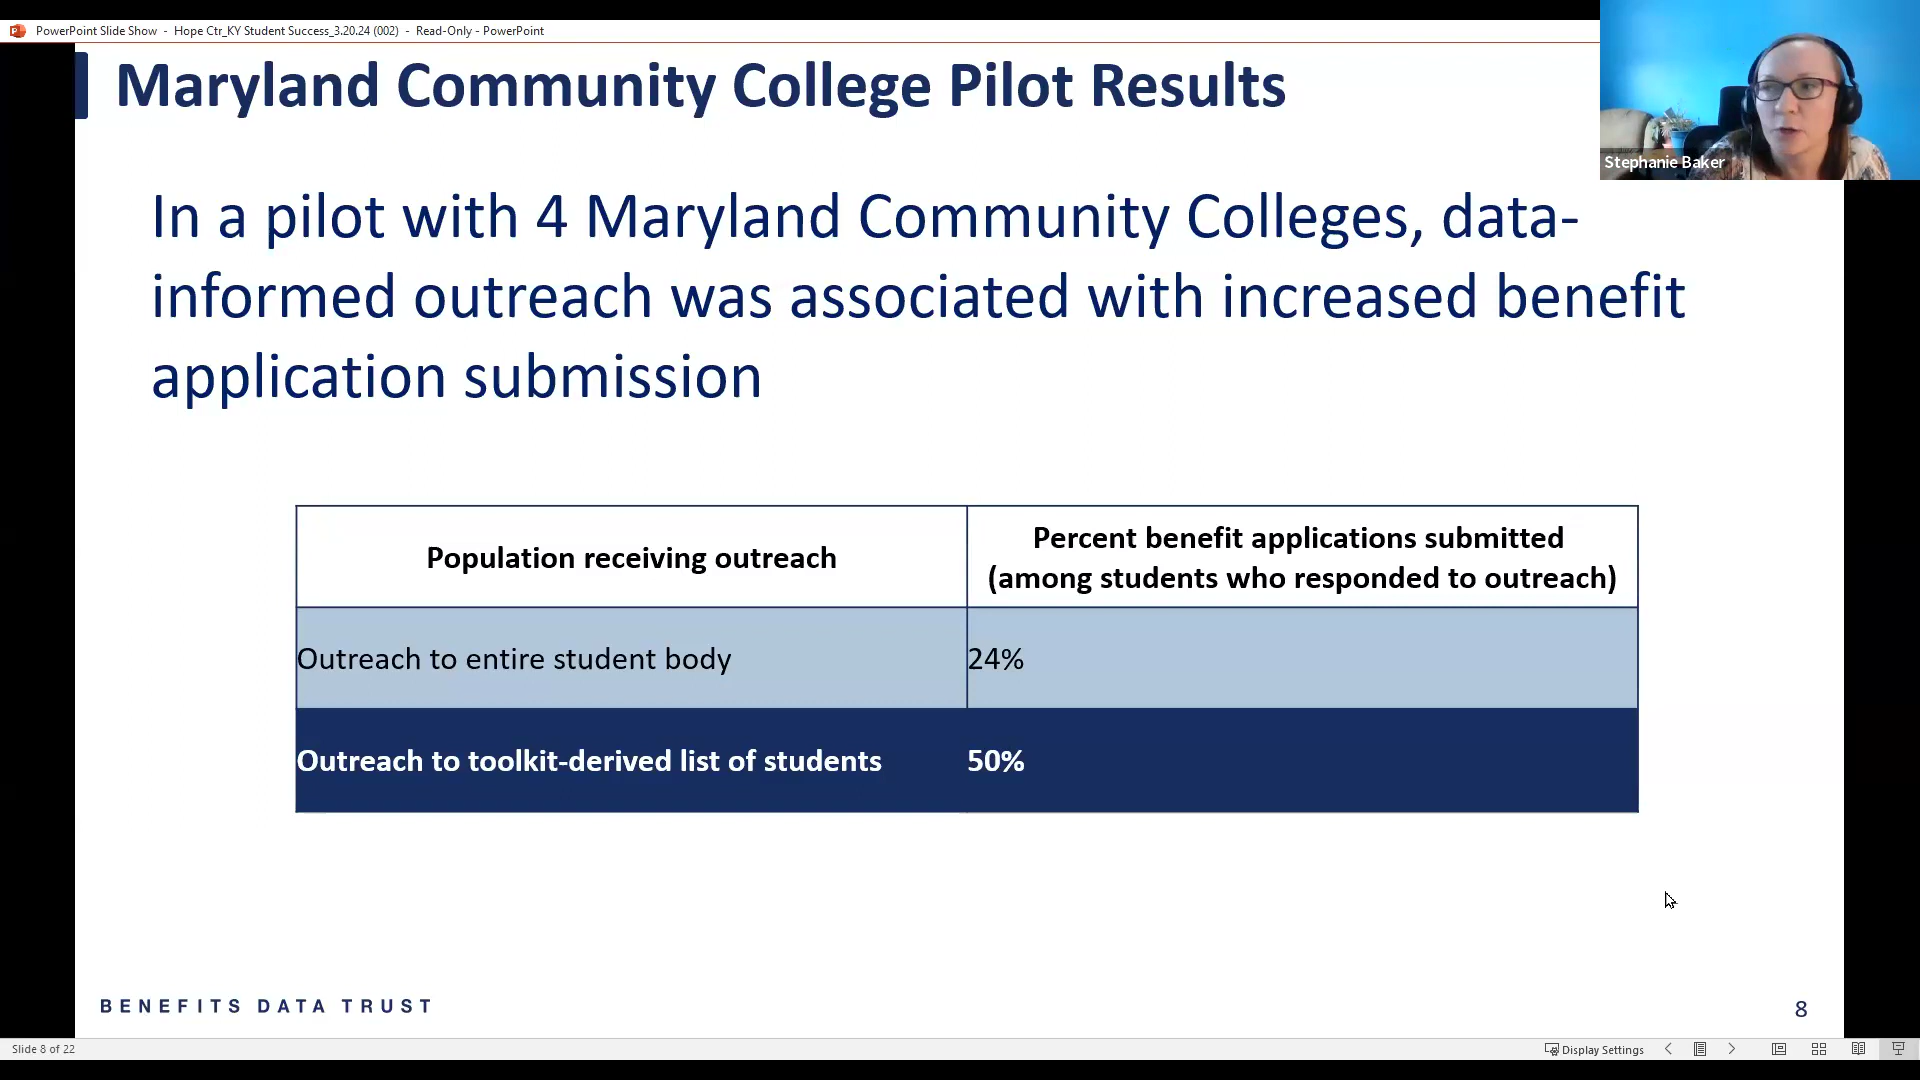 PowerPoint Slide Show - Hope Ctr_KY Student Success_3.20.24 (002) - Read-Only - PowerPoint
Maryland Community College Pilot Results
Stephanie Baker
In a pilot with 4 Maryland Community Colleges, data-
informed outreach was associated with increased benefit
application submission
Population receiving outreach
Percent benefit applications submitted
(among students who responded to outreach)
Outreach to entire student body
24%
Outreach to toolkit-derived list of students
50%
BENEFITS DATA TRUST
8
Slide 8 of 22
Display Settings